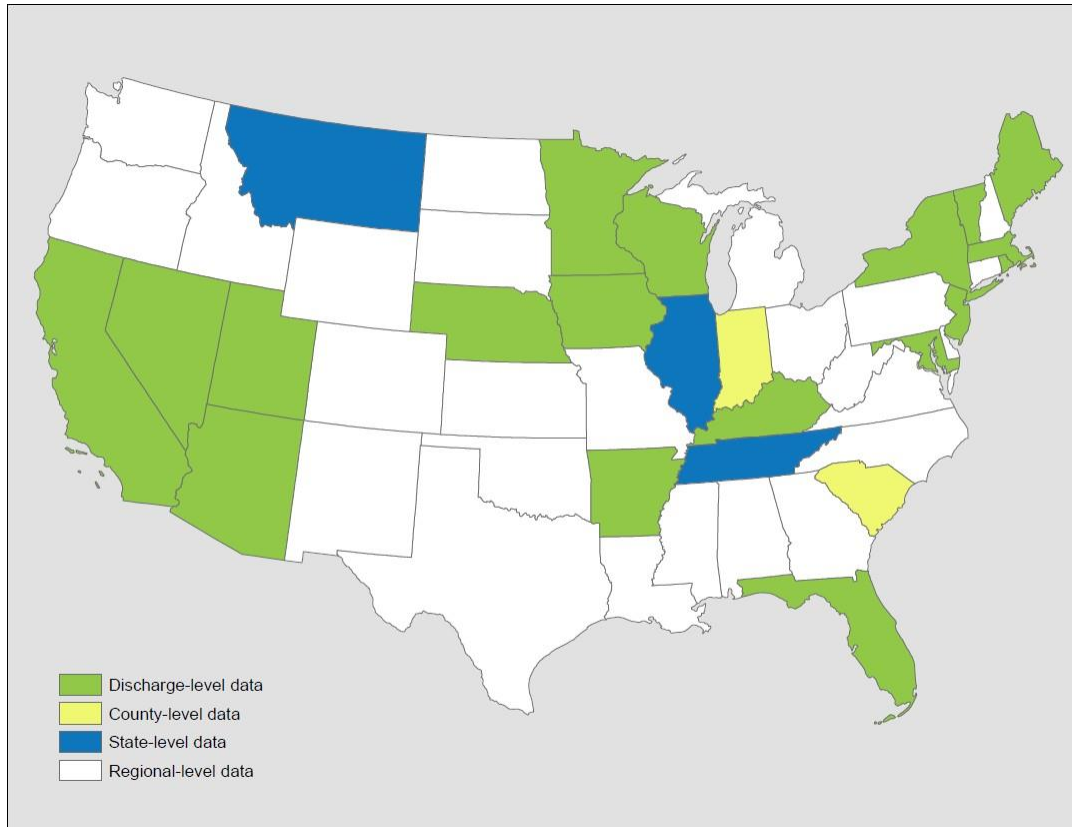 Discharge-level data
County-level data
State-level data
Regional-level data